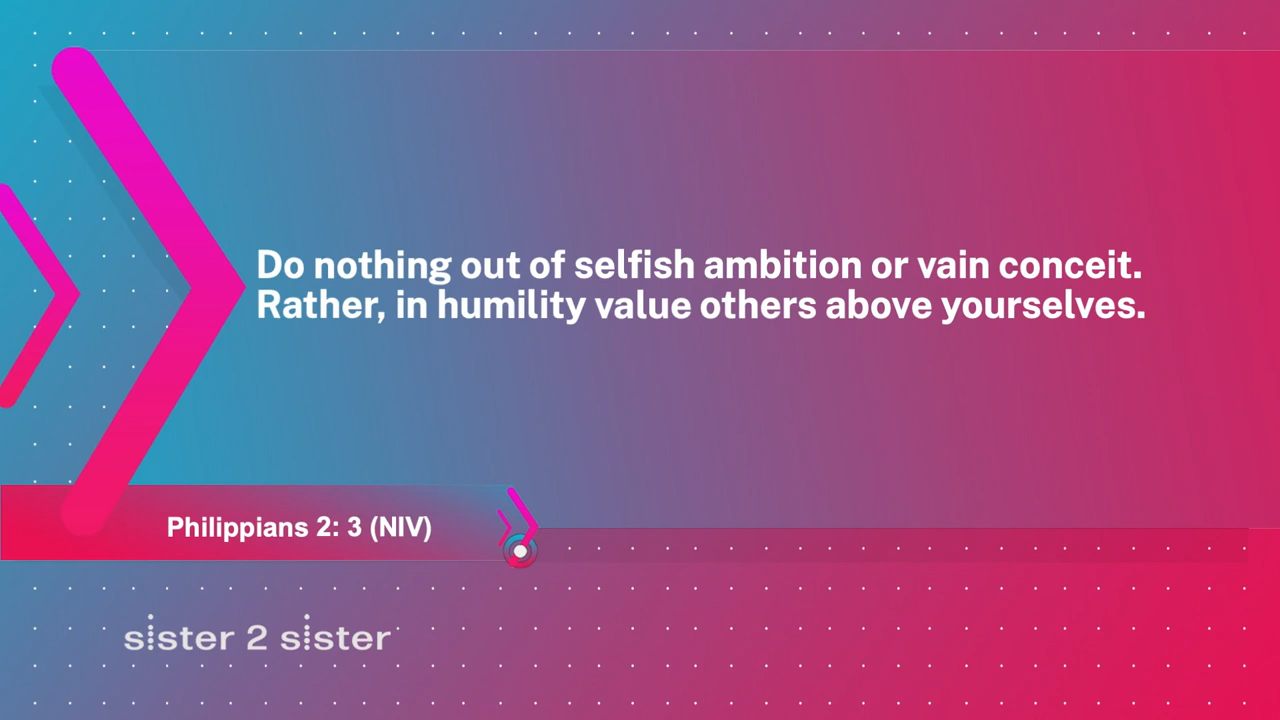 Do nothing out of selfish ambition or vain conceit.
Rather, in humility value others above yourselves.
Philippians 2: 3 (NIV)
sister 2 sister